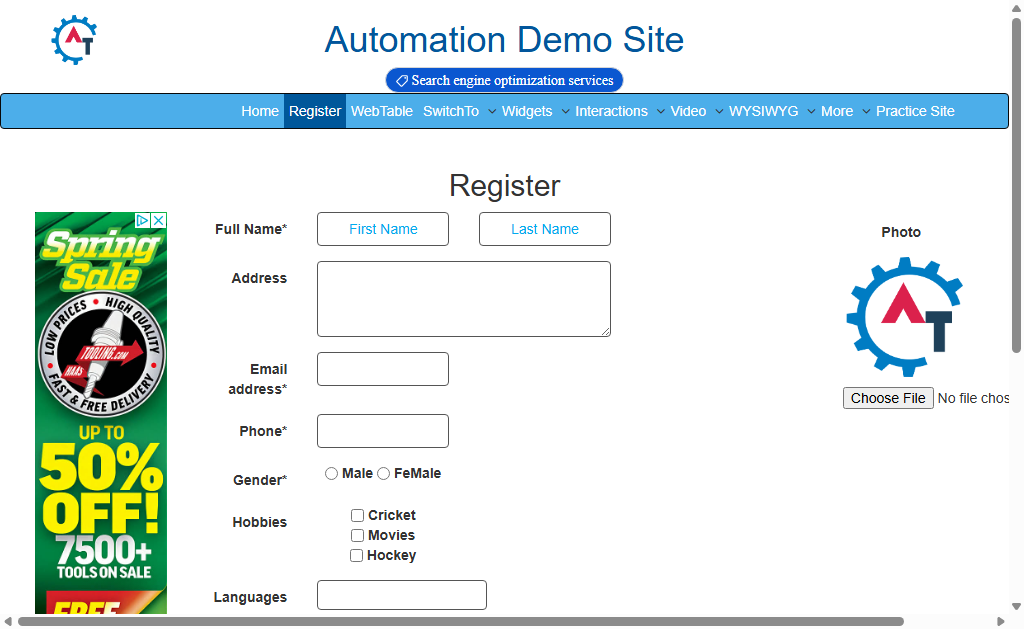 Automation Demo Site
Search engine optimization services
Home Register WebTable SwitchTo Widgets Interactions Video WYSIWYG More Practice Site
Register
Full Name* First Name Last Name
Photo
Address
AT
Email
address*
Choose File No file chos
Phone*
Gender* Male FeMale
Hobbies
Cricket
Movies
Hockey
Languages
Spring
Sale
LOW PRICES • HIGH QUALITY
TOOLING.COM
HAAS
FAST & FREE DELIVERY
UP TO
50%
OFF!
7500+
TOOLS ON SALE
FREE